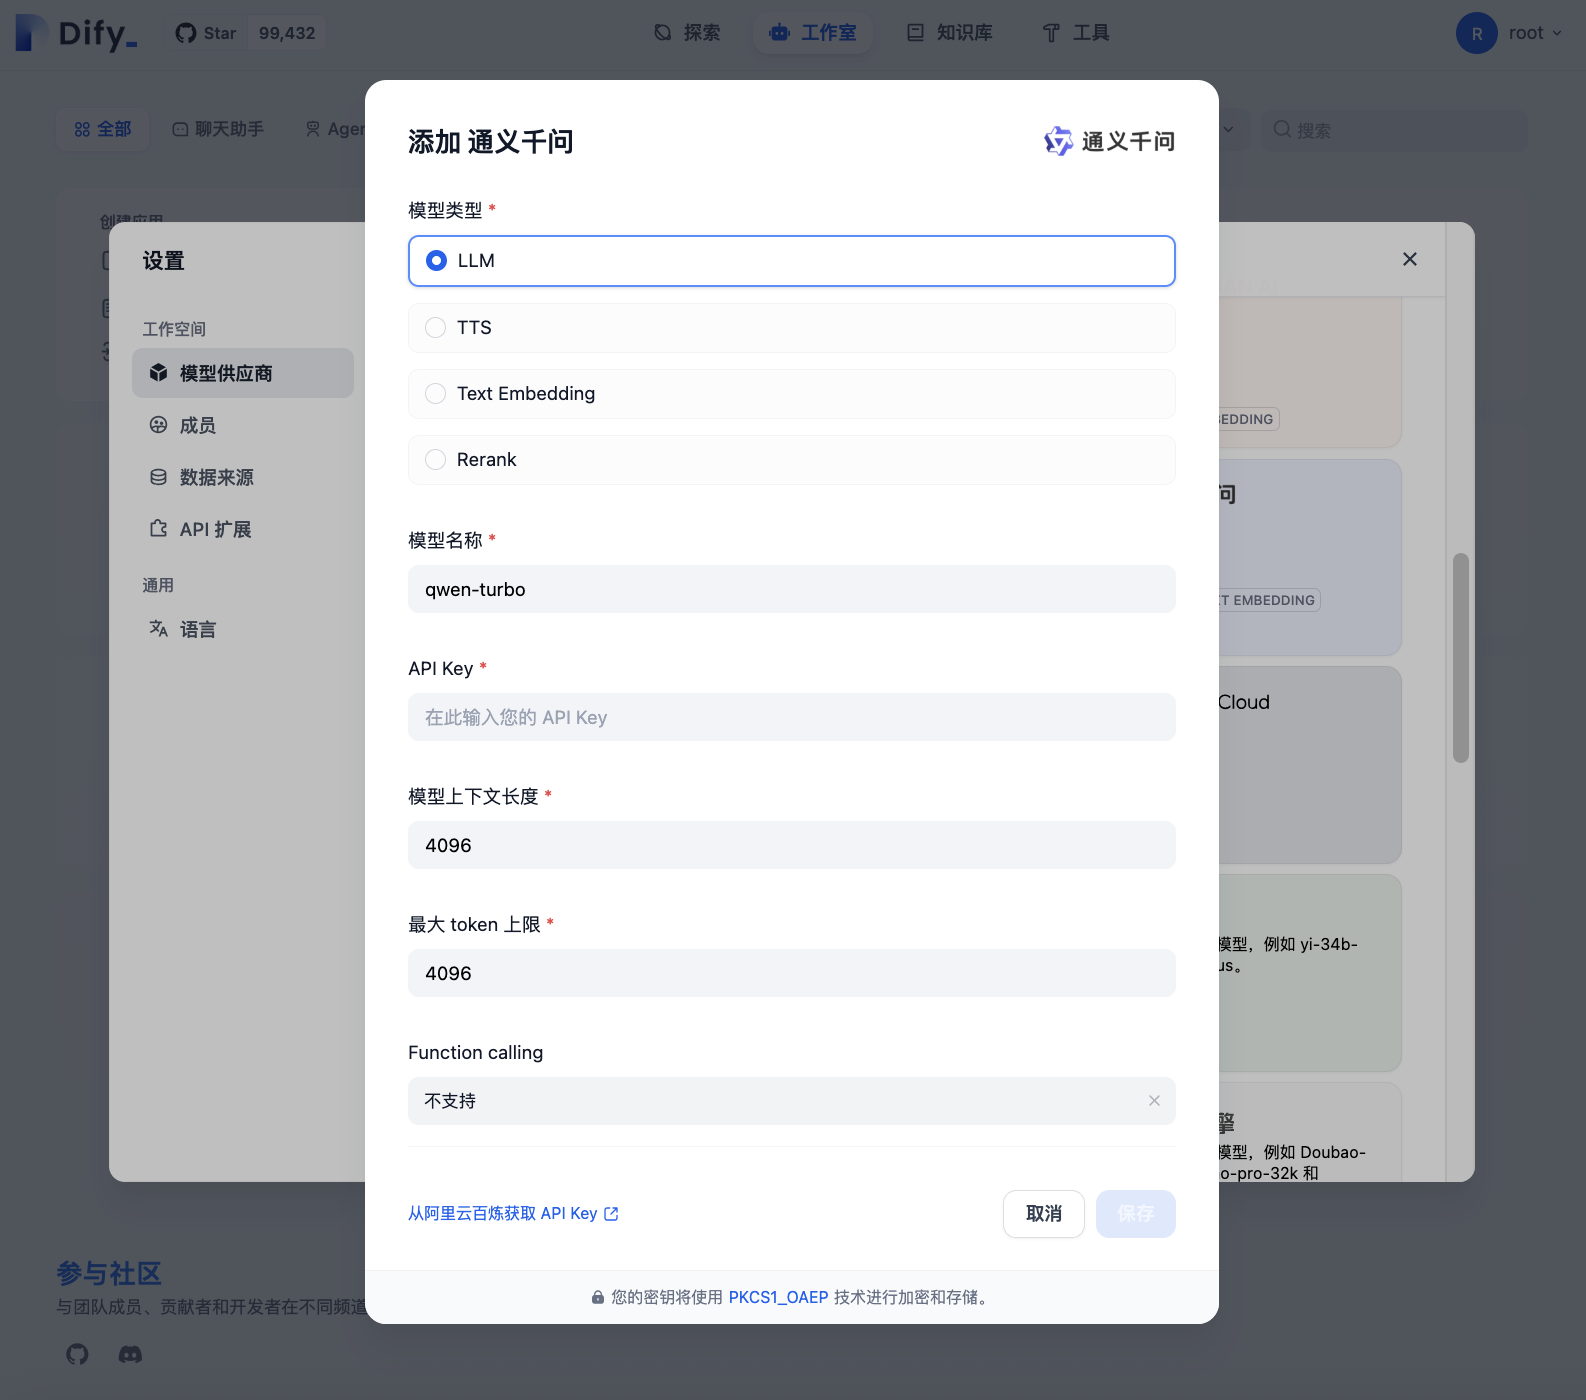 Dify_
Star 99,432
探索
工作室
知识库
工具
R root
全部
聊天助手
Agen
搜索
创建应用
设置
工作空间
模型供应商
成员
数据来源
API 扩展
通用
语言
添加 通义千问
通义千问
模型类型 *
LLM
TTS
Text Embedding
Rerank
模型名称 *
qwen-turbo
API Key *
在此输入您的 API Key
模型上下文长度 *
4096
最大 token 上限 *
4096
Function calling
不支持
从阿里云百炼获取 API Key
取消
保存
您的密钥将使用 PKCS1_OAEP 技术进行加密和存储。
BEDDING
问
XT EMBEDDING
Cloud
模型，例如 yi-34b-
us。
擎
模型，例如 Doubao-
o-pro-32k 和
参与社区
与团队成员、贡献者和开发者在不同频道